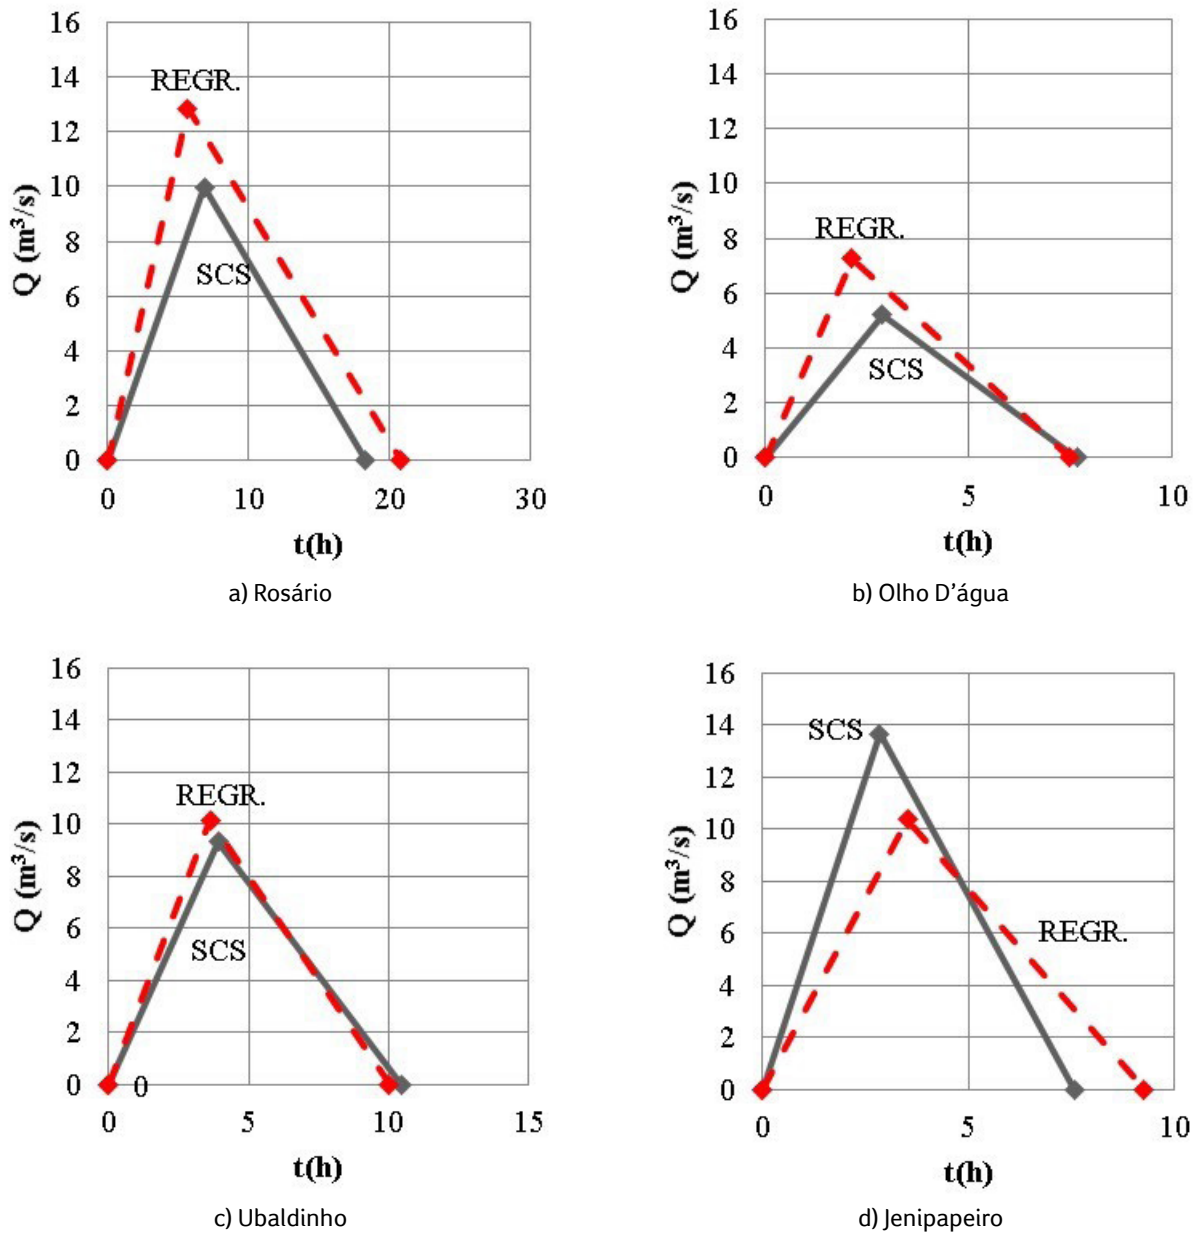 16
14
12
10
8
6
4
2
0
Q (m³/s)
REGR.
SCS
0 10 20 30
t(h)
a) Rosário
16
14
12
10
8
6
4
2
0
Q (m³/s)
REGR.
SCS
0 5 10
t(h)
b) Olho D’água
16
14
12
10
8
6
4
2
0
Q (m³/s)
REGR.
SCS
0
0 5 10 15
t(h)
c) Ubaldinho
16
14
12
10
8
6
4
2
0
Q (m³/s)
SCS
REGR.
0 5 10
t(h)
d) Jenipapeiro